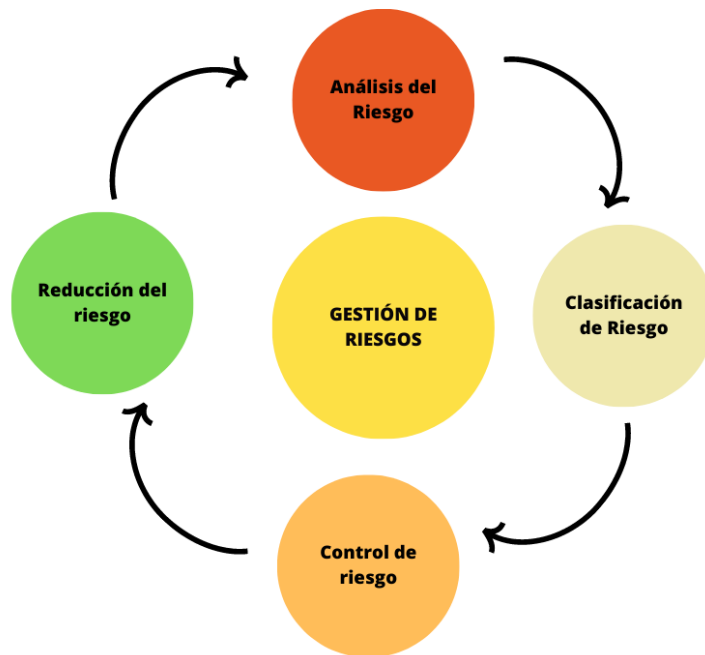 Análisis del
Riesgo
Reducción del
riesgo
GESTIÓN DE
RIESGOS
Clasificación
de Riesgo
Control de
riesgo